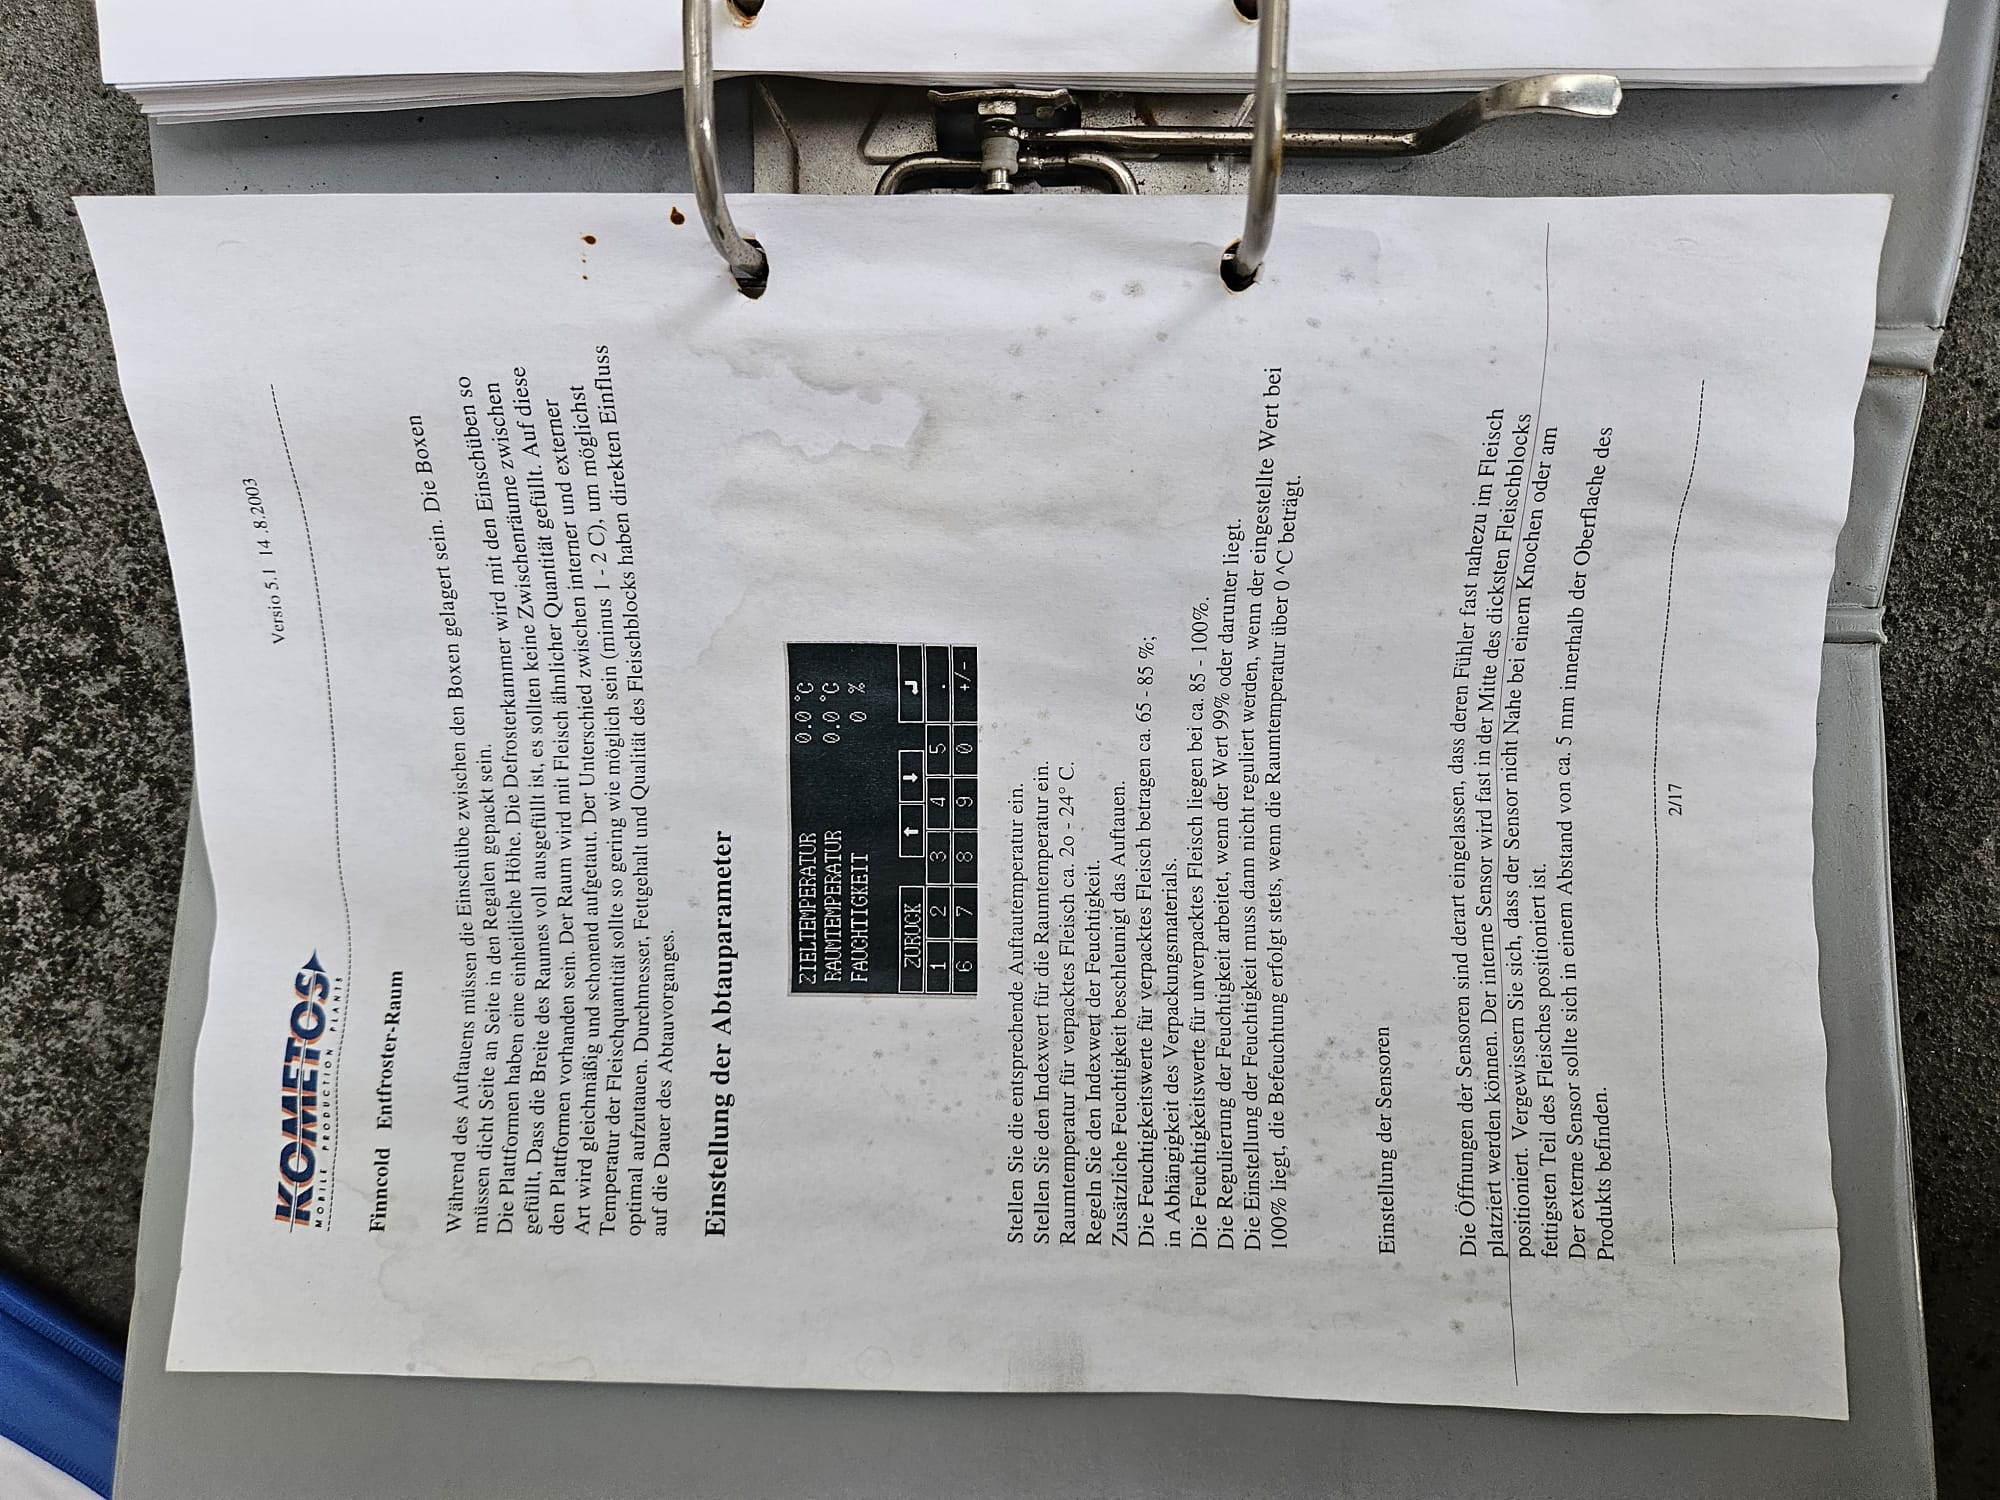 KOMETOS
MOBILE PRODUCTION PLANTS
Versio 5.1 14.8.2003
Finncold Entfroster-Raum
Während des Auftauens müssen die Einschübe zwischen den Boxen gelagert sein. Die Boxen
müssen dicht Seite an Seite in den Regalen gepackt sein.
Die Plattformen haben eine einheitliche Höhe. Die Defrosterkammer wird mit den Einschüben so
gefüllt, Dass die Breite des Raumes voll ausgefüllt ist, es sollten keine Zwischenräume zwischen
den Plattformen vorhanden sein. Der Raum wird mit Fleisch ähnlicher Quantität gefüllt. Auf diese
Art wird gleichmäßig und schonend aufgetaut. Der Unterschied zwischen interner und externer
Temperatur der Fleischquantität sollte so gering wie möglich sein (minus 1 - 2 C), um möglichst
optimal aufzutauen. Durchmesser, Fettgehalt und Qualität des Fleischblocks haben direkten Einfluss
auf die Dauer des Abtauvorganges.
Einstellung der Abtauparameter
ZIELTEMPERATUR 0.0 °C
RAUMTEMPERATUR 0.0 °C
FAUCHTIGKEIT 0 %
ZURUCK ↑ ↓ ↵
1 2 3 4 5 .
6 7 8 9 0 +/-
Stellen Sie die entsprechende Auftautemperatur ein.
Stellen Sie den Indexwert für die Raumtemperatur ein.
Raumtemperatur für verpacktes Fleisch ca. 2o - 24° C.
Regeln Sie den Indexwert der Feuchtigkeit.
Zusätzliche Feuchtigkeit beschleunigt das Auftauen.
Die Feuchtigkeitswerte für verpacktes Fleisch betragen ca. 65 - 85 %;
in Abhängigkeit des Verpackungsmaterials.
Die Feuchtigkeitswerte für unverpacktes Fleisch liegen bei ca. 85 - 100%.
Die Regulierung der Feuchtigkeit arbeitet, wenn der Wert 99% oder darunter liegt.
Die Einstellung der Feuchtigkeit muss dann nicht reguliert werden, wenn der eingestellte Wert bei
100% liegt, die Befeuchtung erfolgt stets, wenn die Raumtemperatur über 0 ^C beträgt.
Einstellung der Sensoren
Die Öffnungen der Sensoren sind derart eingelassen, dass deren Fühler fast nahezu im Fleisch
platziert werden können. Der interne Sensor wird fast in der Mitte des dicksten Fleischblocks
positioniert. Vergewissern Sie sich, dass der Sensor nicht Nahe bei einem Knochen oder am
fettigsten Teil des Fleisches positioniert ist.
Der externe Sensor sollte sich in einem Abstand von ca. 5 mm innerhalb der Oberflache des
Produkts befinden.
2/17